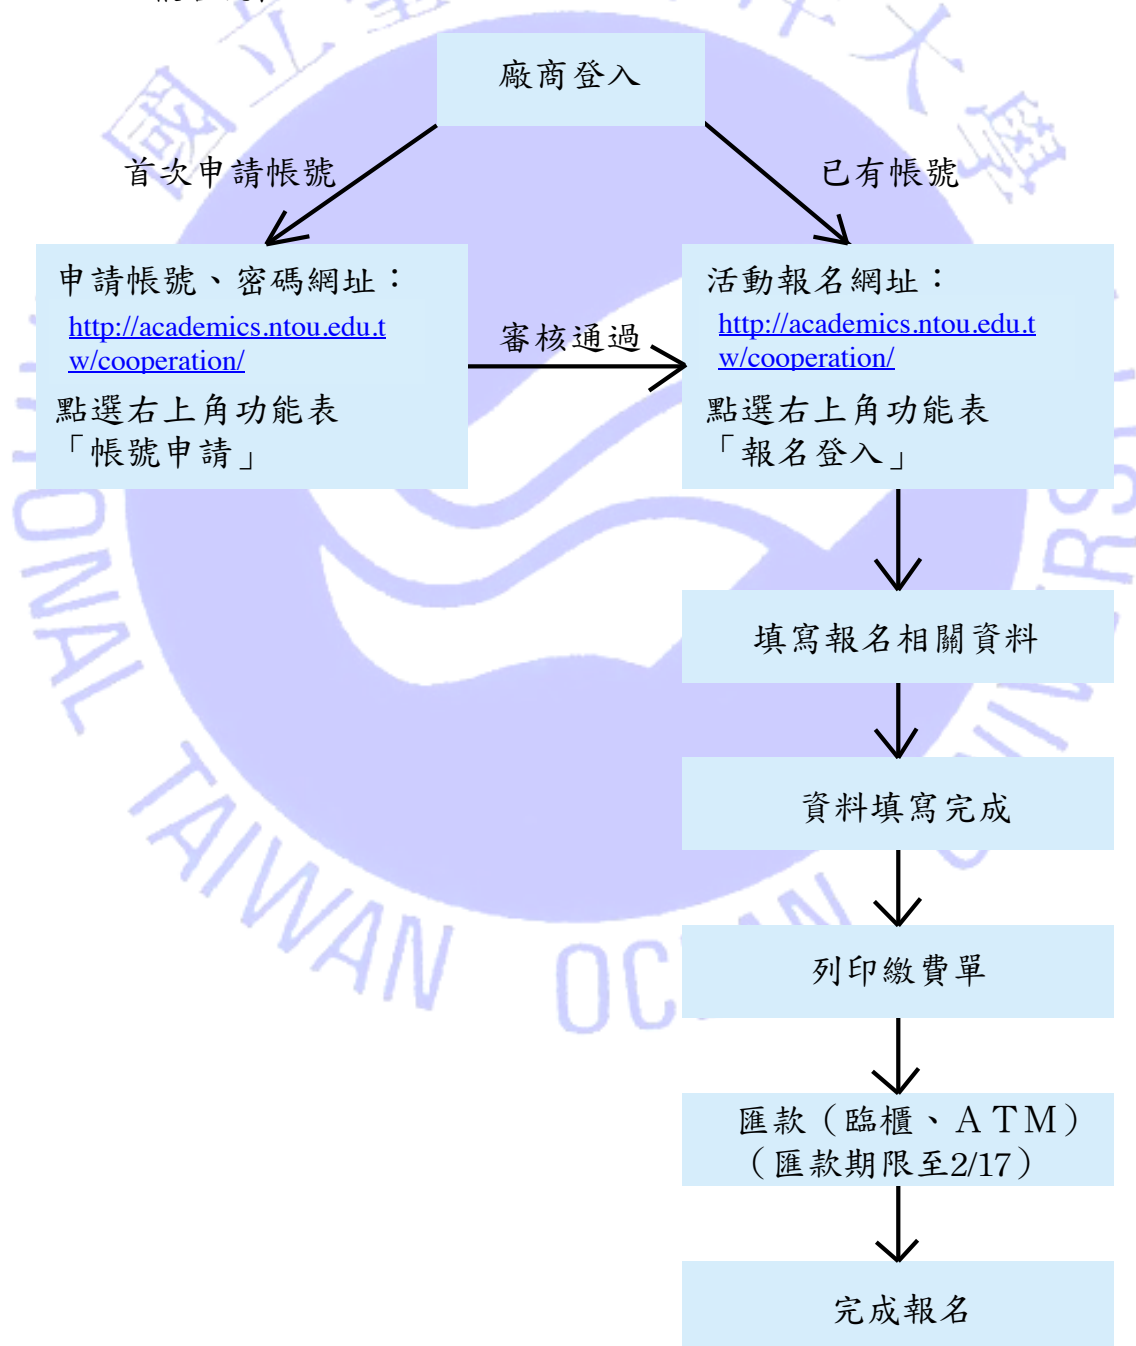 廠商登入
首次申請帳號
已有帳號
申請帳號、密碼網址：
http://academics.ntou.edu.t
w/cooperation/
點選右上角功能表
「帳號申請」
審核通過
活動報名網址：
http://academics.ntou.edu.t
w/cooperation/
點選右上角功能表
「報名登入」
填寫報名相關資料
資料填寫完成
列印繳費單
匯款（臨櫃、ＡＴＭ）
（匯款期限至2/17）
完成報名
國立
大學
TAIWAN